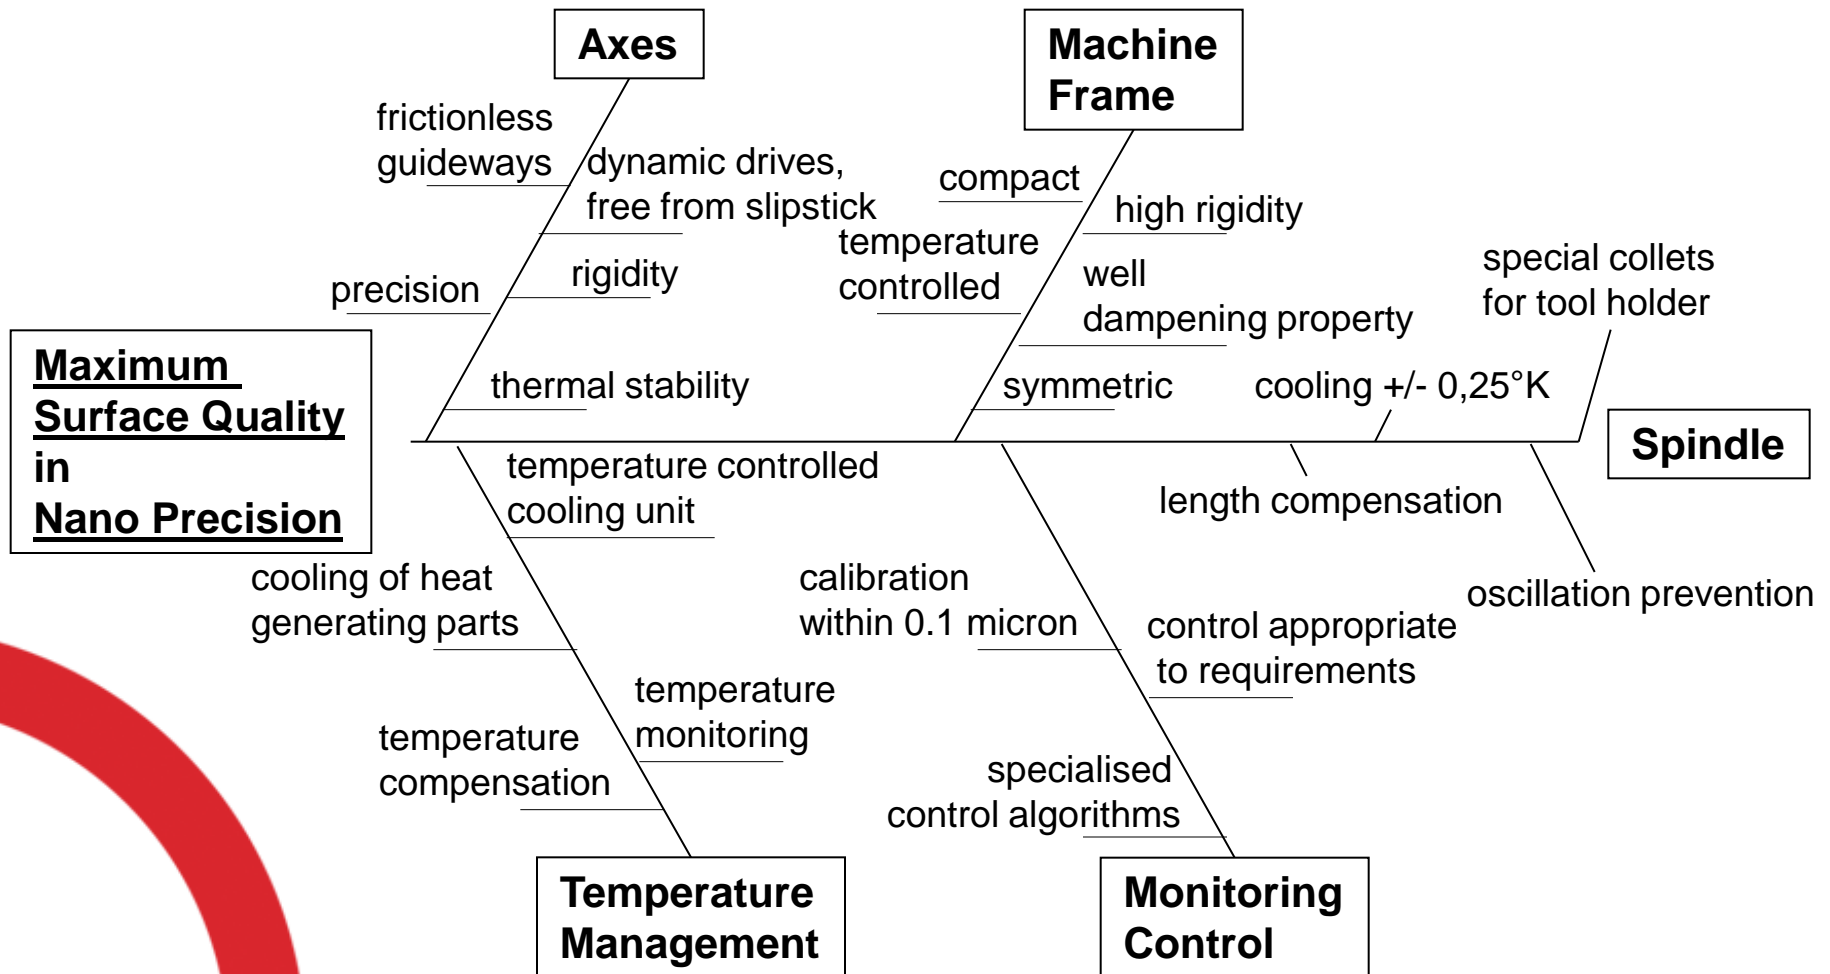 Axes
Machine
Frame
frictionless
guideways
dynamic drives,
free from slipstick
compact
high rigidity
temperature
controlled
special collets
for tool holder
precision
rigidity
well
dampening property
Maximum
Surface Quality
in
Nano Precision
thermal stability
symmetric
cooling +/- 0,25°K
Spindle
temperature controlled
cooling unit
length compensation
cooling of heat
generating parts
calibration
within 0.1 micron
oscillation prevention
control appropriate
to requirements
temperature
monitoring
temperature
compensation
specialised
control algorithms
Temperature
Management
Monitoring
Control